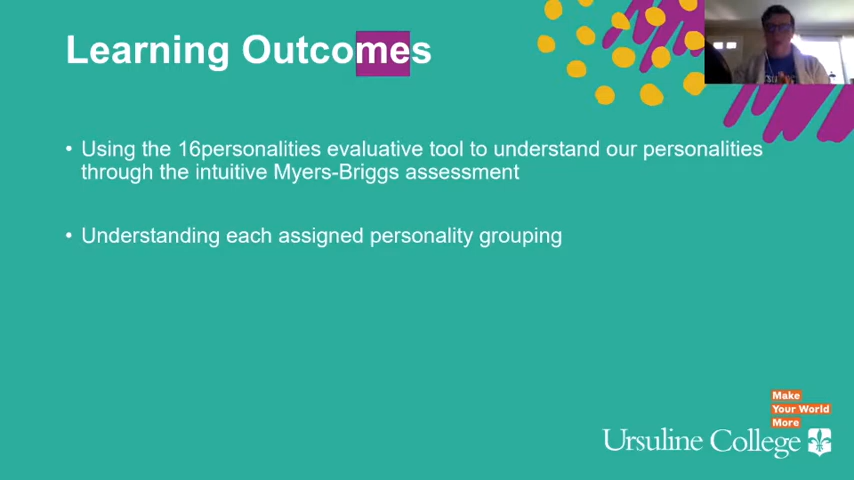 Learning Outcomes
• Using the 16personalities evaluative tool to understand our personalities
through the intuitive Myers-Briggs assessment
• Understanding each assigned personality grouping
Make
Your World
More
Ursuline College